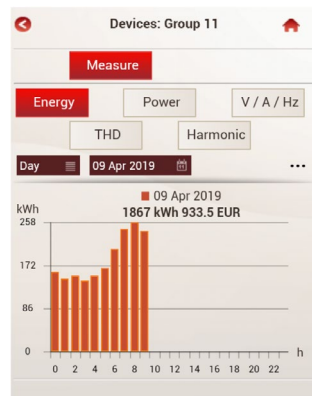 Devices: Group 11
Measure
Energy Power V / A / Hz
THD Harmonic
Day 09 Apr 2019 ...
09 Apr 2019
kWh 1867 kWh 933.5 EUR
258
172
86
0 h
0 2 4 6 8 10 12 14 16 18 20 22